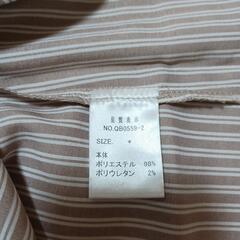 品質表示
NO.QB0559-2
SIZE. *
本体
ポリエステル 98%
ポリウレタン 2%